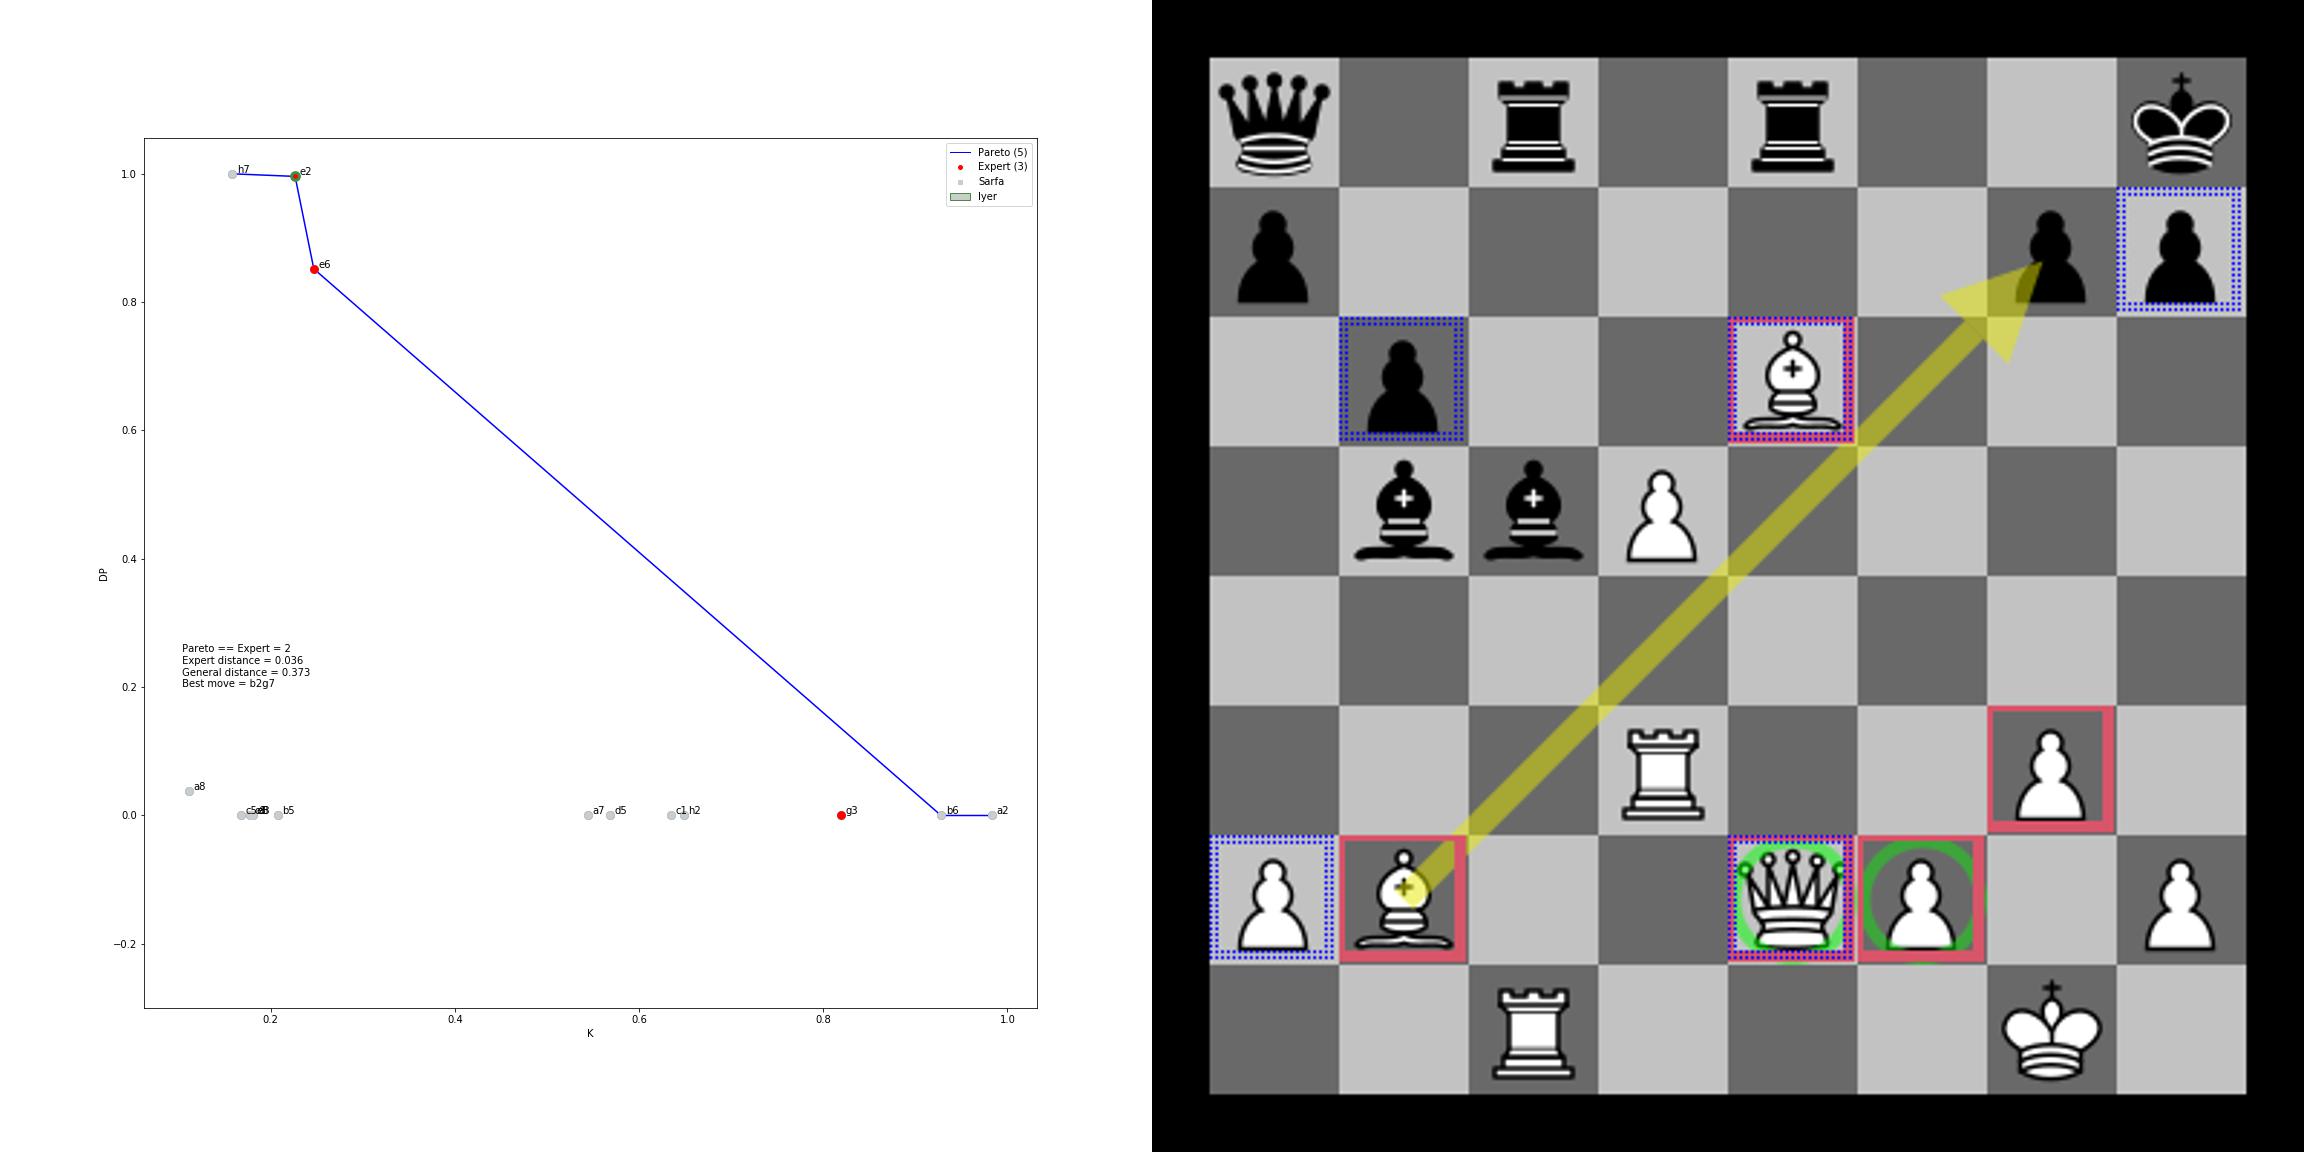 Pareto (5)
Expert (3)
Sarfa
Iyer
h7
e2
e6
Pareto == Expert = 2
Expert distance = 0.036
General distance = 0.373
Best move = b2g7
a8
b5
a7
d5
c1
h2
g3
b6
a2
1.0
0.8
0.6
0.4
0.2
0.0
−0.2
DP
0.2
0.4
0.6
0.8
1.0
K